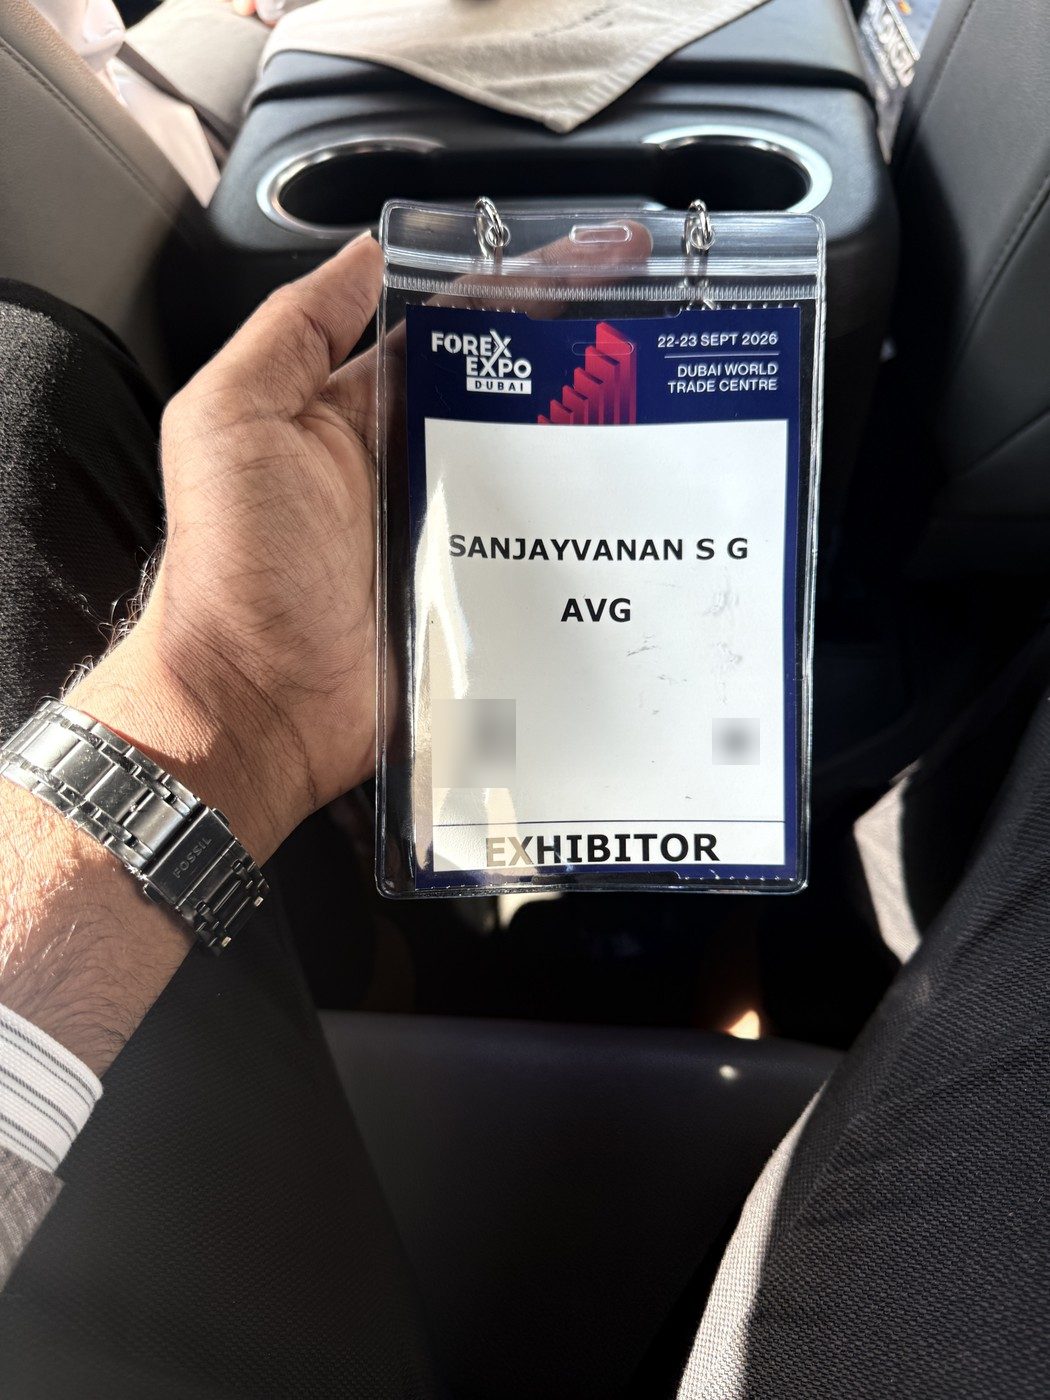 FOREX
EXPO
DUBAI
22-23 SEPT 2026
DUBAI WORLD
TRADE CENTRE
SANJAYVANAN S G
AVG
EXHIBITOR
FOSSIL